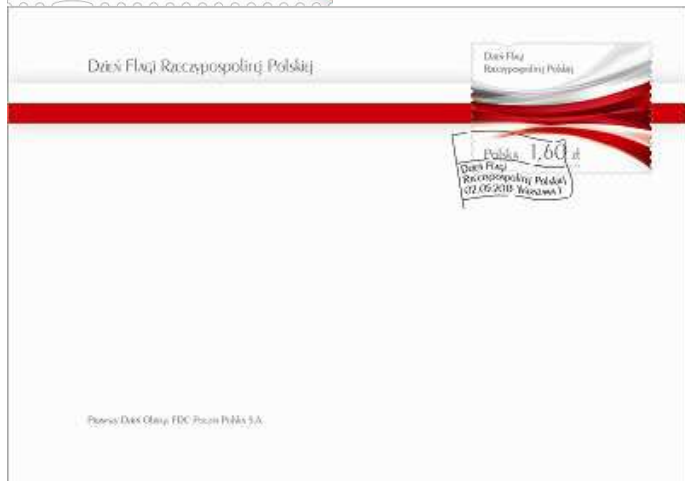 Dzień Flagi Rzeczypospolitej Polskiej
Dzień Flagi
Rzeczypospolitej Polskiej
Polska 1,60 zł
Dzień Flagi
Rzeczypospolitej Polskiej
02.05.2013 Warszawa 1
Pierwszy Dzień Obiegu FDC Poczta Polska S.A.